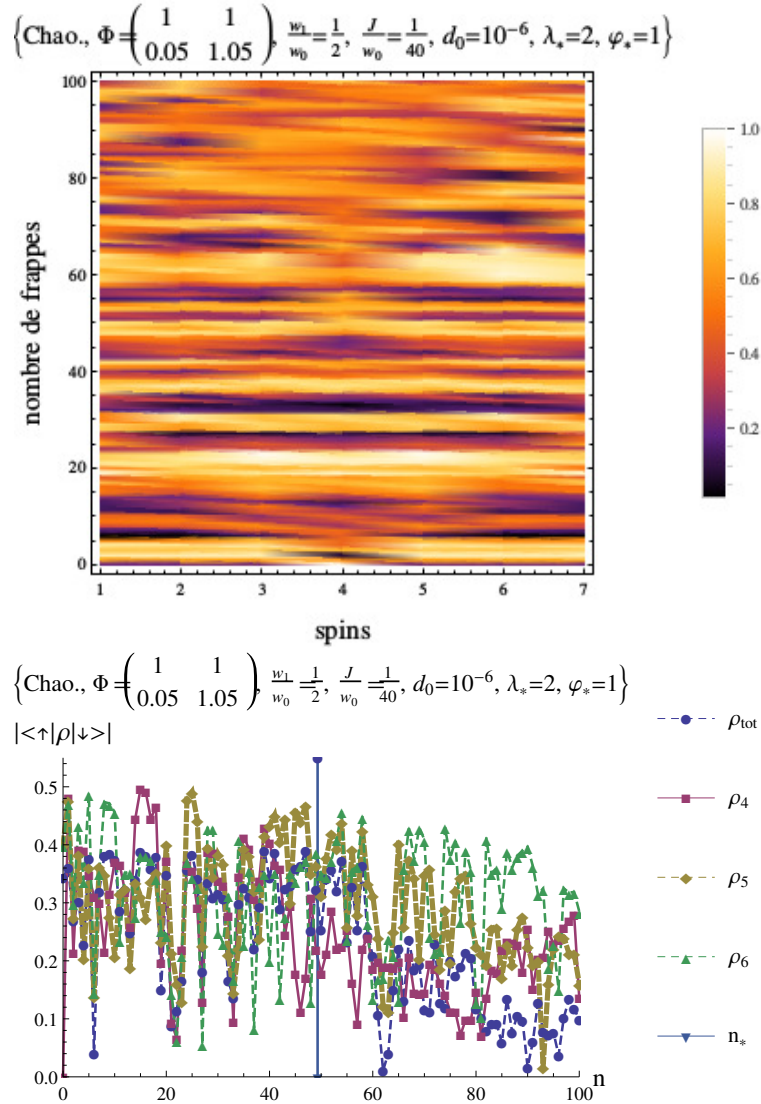 {Chao., Φ=(1 1
0.05 1.05), w₁/w₀=1/2, J/w₀=1/40, d₀=10⁻⁶, λ*=2, φ*=1}
100
80
60
40
20
0
nombre de frappes
1 2 3 4 5 6 7
spins
1.0
0.8
0.6
0.4
0.2
{Chao., Φ=(1 1
0.05 1.05), w₁/w₀=1/2, J/w₀=1/40, d₀=10⁻⁶, λ*=2, φ*=1}
|<↑|ρ|↓>|
0.5
0.4
0.3
0.2
0.1
0.0
0 20 40 60 80 100
n
ρtot
ρ₄
ρ₅
ρ₆
n*